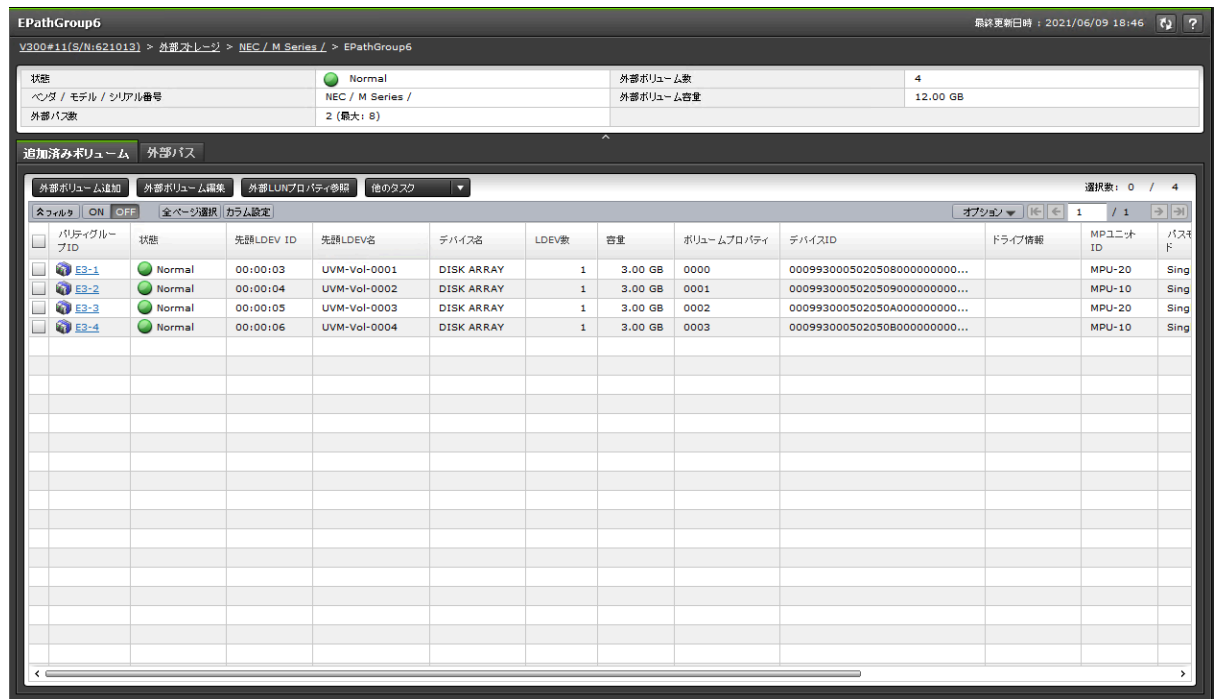 EPathGroup6 最終更新日時 : 2021/06/09 18:46 ?
V300#11(S/N:621013) > 外部ストレージ > NEC / M Series / > EPathGroup6
状態 Normal 外部ボリューム数 4
ベンダ / モデル / シリアル番号 NEC / M Series / 外部ボリューム容量 12.00 GB
外部パス数 2 (最大: 8)
追加済みボリューム 外部パス
外部ボリューム追加 外部ボリューム編集 外部LUNプロパティ参照 他のタスク 選択数: 0 / 4
フィルタ ON OFF 全ページ選択 カラム設定 オプション 1 / 1
パリティグループID 状態 先頭LDEV ID 先頭LDEV名 デバイス名 LDEV数 容量 ボリュームプロパティ デバイスID ドライブ情報 MPユニットID パスモード
E3-1 Normal 00:00:03 UVM-Vol-0001 DISK ARRAY 1 3.00 GB 0000 0009930005020508000000000... MPU-20 Sing
E3-2 Normal 00:00:04 UVM-Vol-0002 DISK ARRAY 1 3.00 GB 0001 0009930005020509000000000... MPU-10 Sing
E3-3 Normal 00:00:05 UVM-Vol-0003 DISK ARRAY 1 3.00 GB 0002 000993000502050A000000000... MPU-20 Sing
E3-4 Normal 00:00:06 UVM-Vol-0004 DISK ARRAY 1 3.00 GB 0003 000993000502050B000000000... MPU-10 Sing